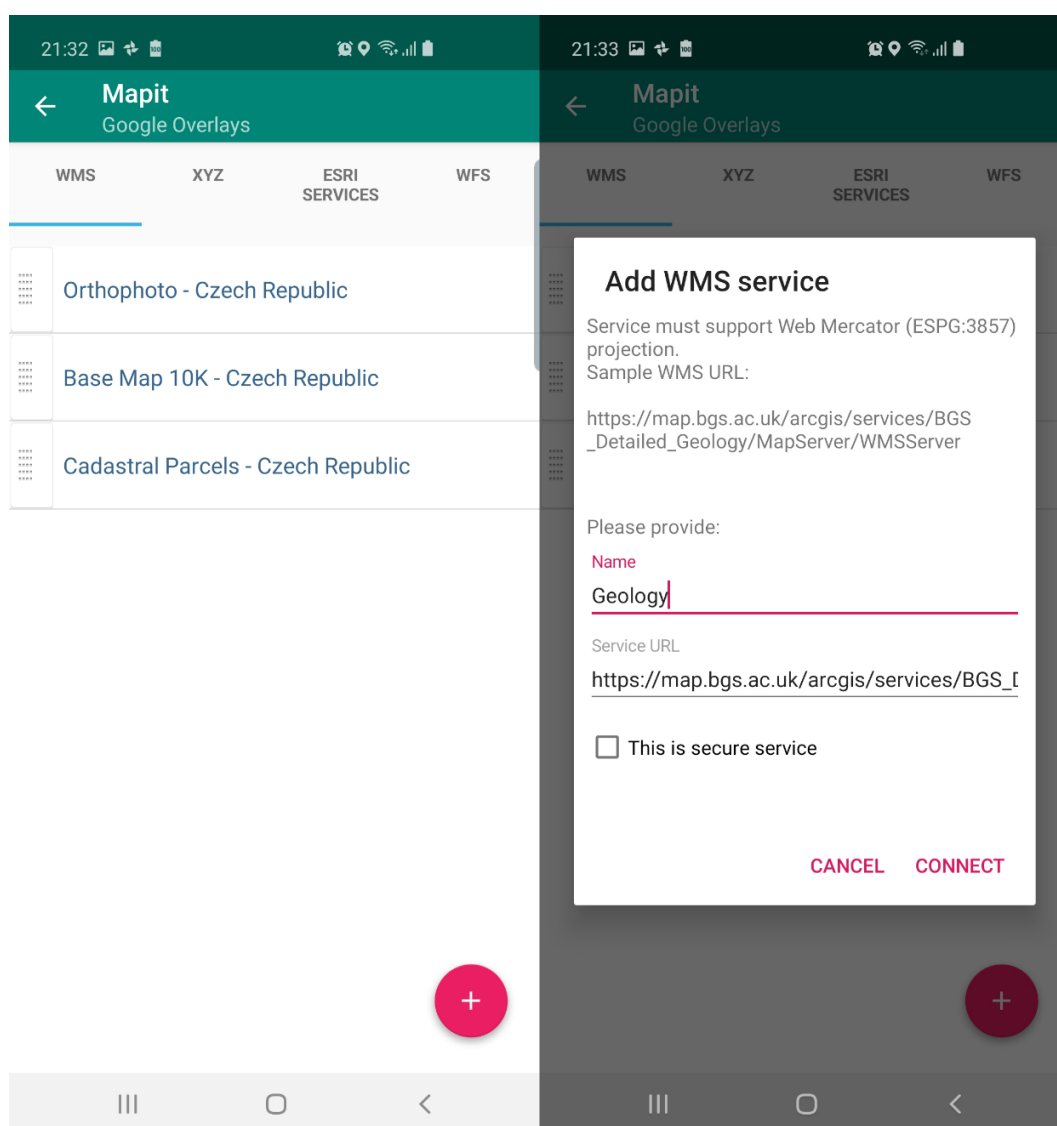 21:32
Mapit
Google Overlays
WMS
XYZ
ESRI
SERVICES
WFS
Orthophoto - Czech Republic
Base Map 10K - Czech Republic
Cadastral Parcels - Czech Republic
+
21:33
Mapit
Google Overlays
WMS
XYZ
ESRI
SERVICES
WFS
Add WMS service
Service must support Web Mercator (ESPG:3857)
projection.
Sample WMS URL:
https://map.bgs.ac.uk/arcgis/services/BGS
_Detailed_Geology/MapServer/WMSServer
Please provide:
Name
Geology
Service URL
https://map.bgs.ac.uk/arcgis/services/BGS_
This is secure service
CANCEL CONNECT
+